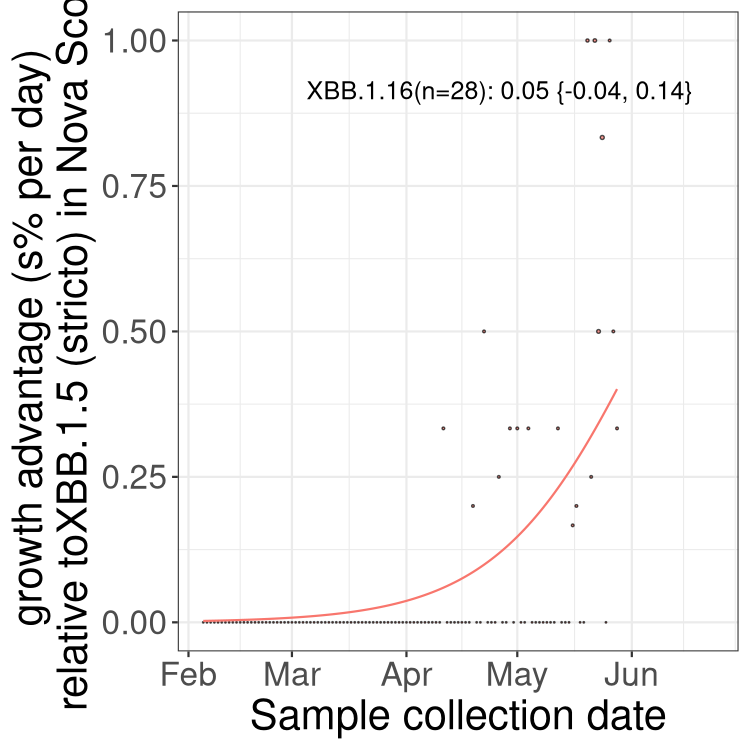 growth advantage (s% per day)
relative toXBB.1.5 (stricto) in Nova Sco
1.00
0.75
0.50
0.25
0.00
XBB.1.16(n=28): 0.05 {-0.04, 0.14}
Feb Mar Apr May Jun
Sample collection date